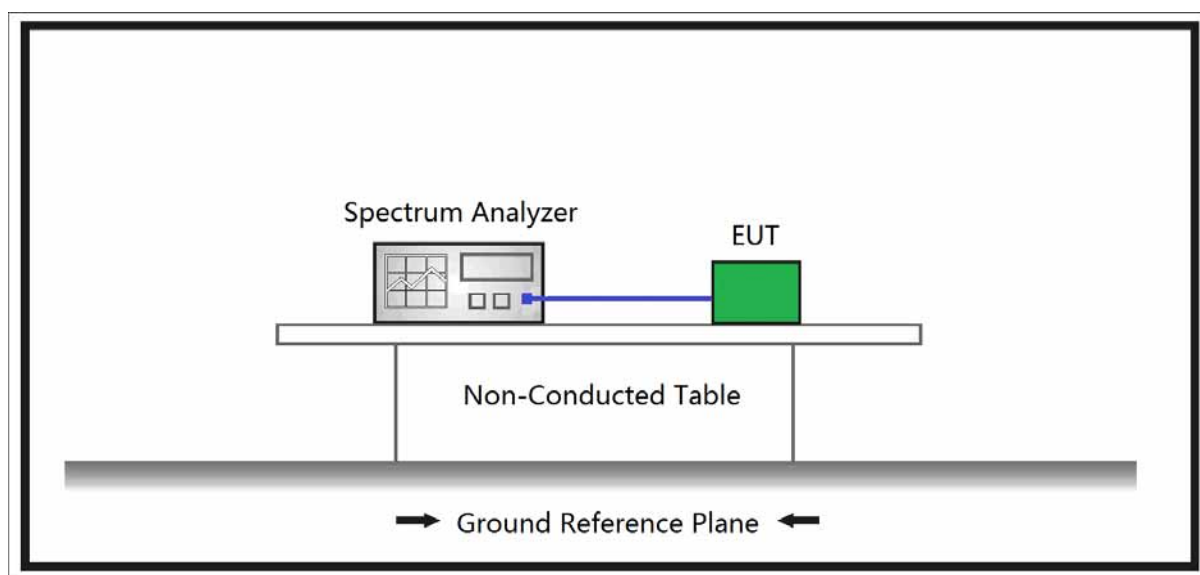 Spectrum Analyzer
EUT
Non-Conducted Table
Ground Reference Plane